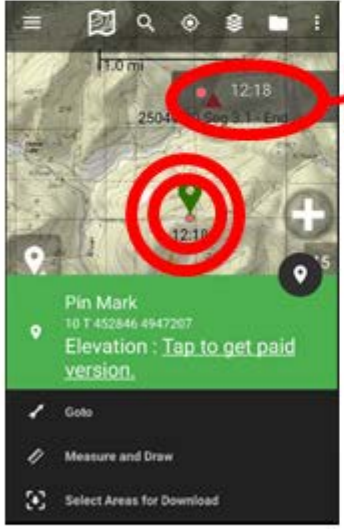 1.0 mi
12:18
Seg 3.1 - End
12:18
15
Pin Mark
10 T 452846 4947207
Elevation : Tap to get paid
version.
Goto
Measure and Draw
Select Areas for Download